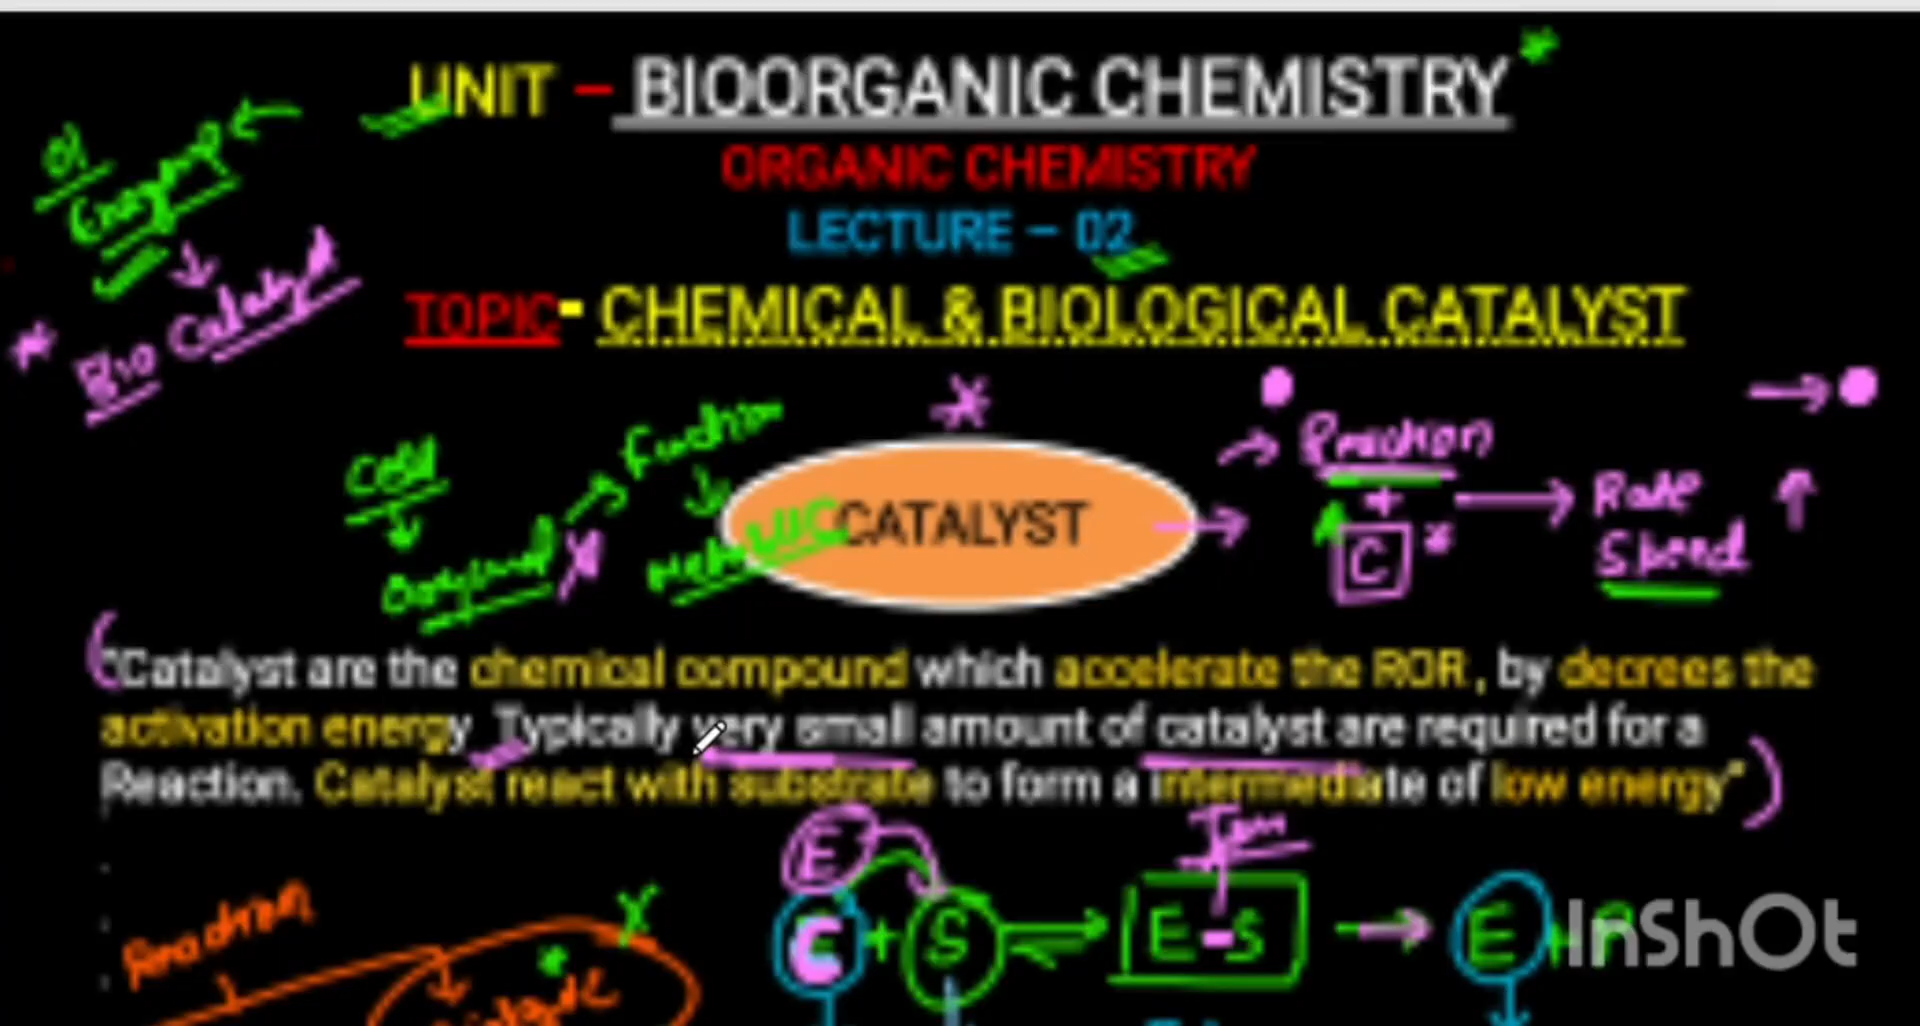 UNIT – BIOORGANIC CHEMISTRY
ORGANIC CHEMISTRY
LECTURE – 02
TOPIC- CHEMICAL & BIOLOGICAL CATALYST
01
Enzyme
Bio Catalyst
Cell
Function
CATALYST
Reaction
+
C
Rate
Speed
"Catalyst are the chemical compound which accelerate the ROR, by decrees the
activation energy. Typically very small amount of catalyst are required for a
Reaction. Catalyst react with substrate to form a intermediate of low energy"
E
Reaction
+ S
E-S
E + P
InShOt